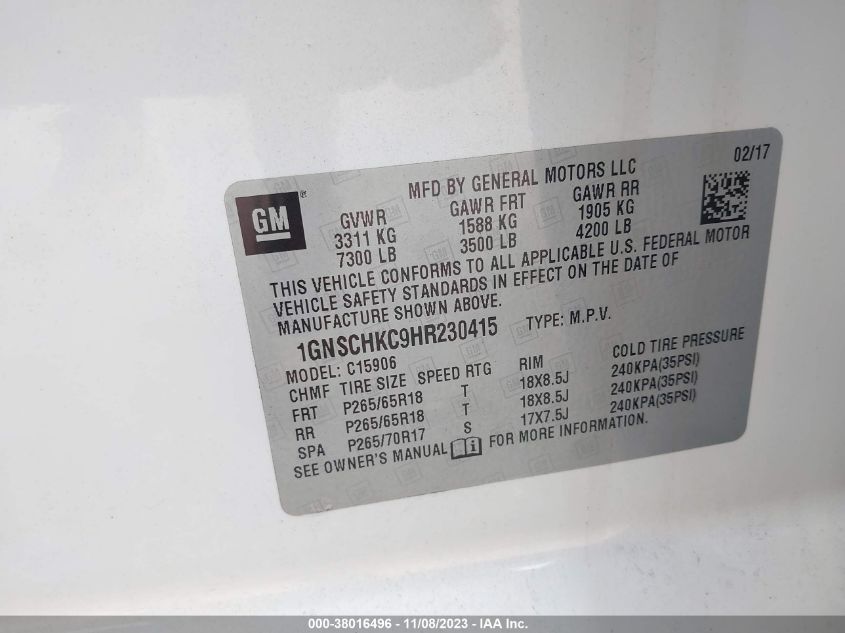 02/17
GM®
MFD BY GENERAL MOTORS LLC
GVWR GAWR FRT GAWR RR
3311 KG 1588 KG 1905 KG
7300 LB 3500 LB 4200 LB
THIS VEHICLE CONFORMS TO ALL APPLICABLE U.S. FEDERAL MOTOR
VEHICLE SAFETY STANDARDS IN EFFECT ON THE DATE OF
MANUFACTURE SHOWN ABOVE.
1GNSCHKC9HR230415 TYPE: M.P.V.
MODEL: C15906
CHMF TIRE SIZE SPEED RTG RIM COLD TIRE PRESSURE
FRT P265/65R18 T 18X8.5J 240KPA(35PSI)
RR P265/65R18 T 18X8.5J 240KPA(35PSI)
SPA P265/70R17 S 17X7.5J 240KPA(35PSI)
SEE OWNER'S MANUAL FOR MORE INFORMATION.
000-38016496 - 11/08/2023 - IAA Inc.